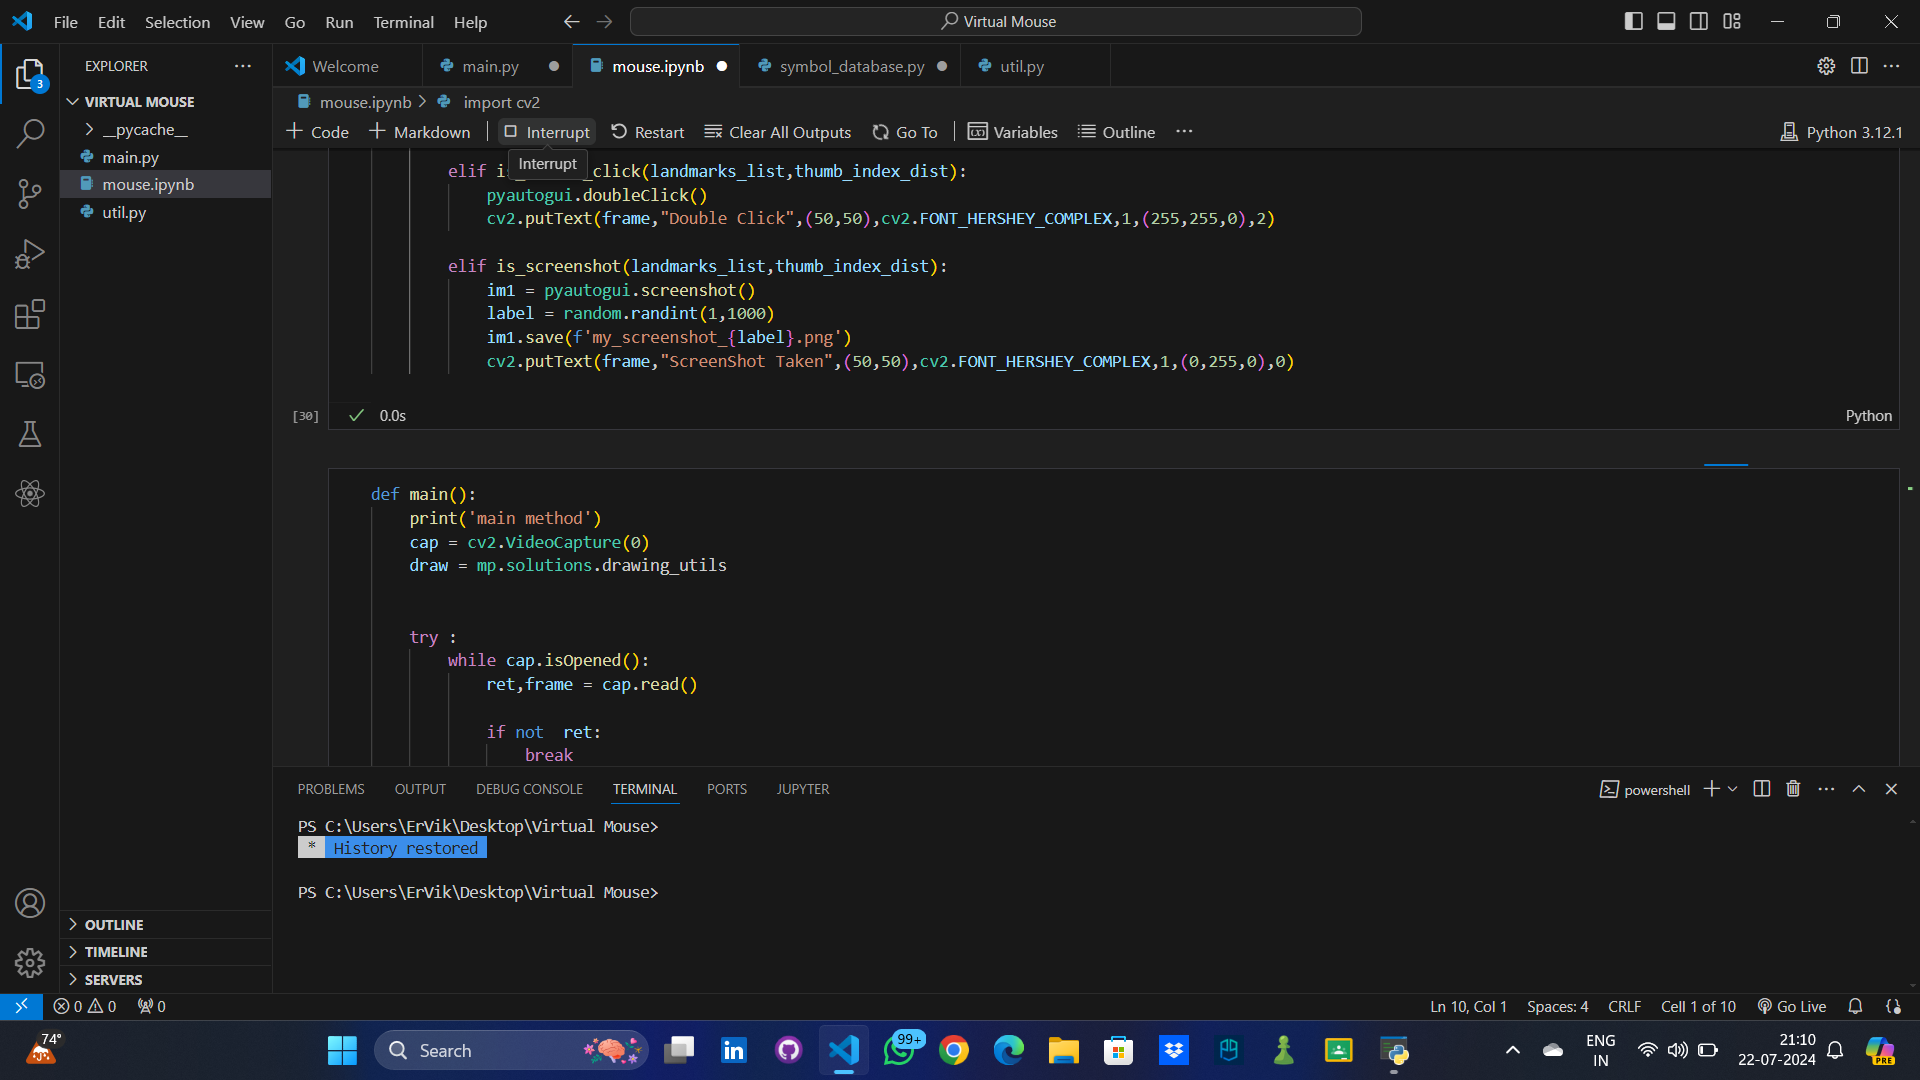 File Edit Selection View Go Run Terminal Help
Virtual Mouse
3
EXPLORER
VIRTUAL MOUSE
__pycache__
main.py
mouse.ipynb
util.py
OUTLINE
TIMELINE
SERVERS
Welcome main.py mouse.ipynb symbol_database.py util.py
mouse.ipynb > import cv2
+ Code + Markdown Interrupt Restart Clear All Outputs Go To Variables Outline ... Python 3.12.1
Interrupt
elif click(landmarks_list,thumb_index_dist):
pyautogui.doubleClick()
cv2.putText(frame,"Double Click",(50,50),cv2.FONT_HERSHEY_COMPLEX,1,(255,255,0),2)
elif is_screenshot(landmarks_list,thumb_index_dist):
im1 = pyautogui.screenshot()
label = random.randint(1,1000)
im1.save(f'my_screenshot_{label}.png')
cv2.putText(frame,"ScreenShot Taken",(50,50),cv2.FONT_HERSHEY_COMPLEX,1,(0,255,0),0)
[30] 0.0s Python
def main():
print('main method')
cap = cv2.VideoCapture(0)
draw = mp.solutions.drawing_utils
try :
while cap.isOpened():
ret,frame = cap.read()
if not  ret:
break
PROBLEMS OUTPUT DEBUG CONSOLE TERMINAL PORTS JUPYTER powershell
PS C:\Users\ErVik\Desktop\Virtual Mouse>
* History restored
PS C:\Users\ErVik\Desktop\Virtual Mouse>
0 0 0 Ln 10, Col 1 Spaces: 4 CRLF Cell 1 of 10 Go Live
74° Search 99+ ENG IN 21:10 22-07-2024 PRE